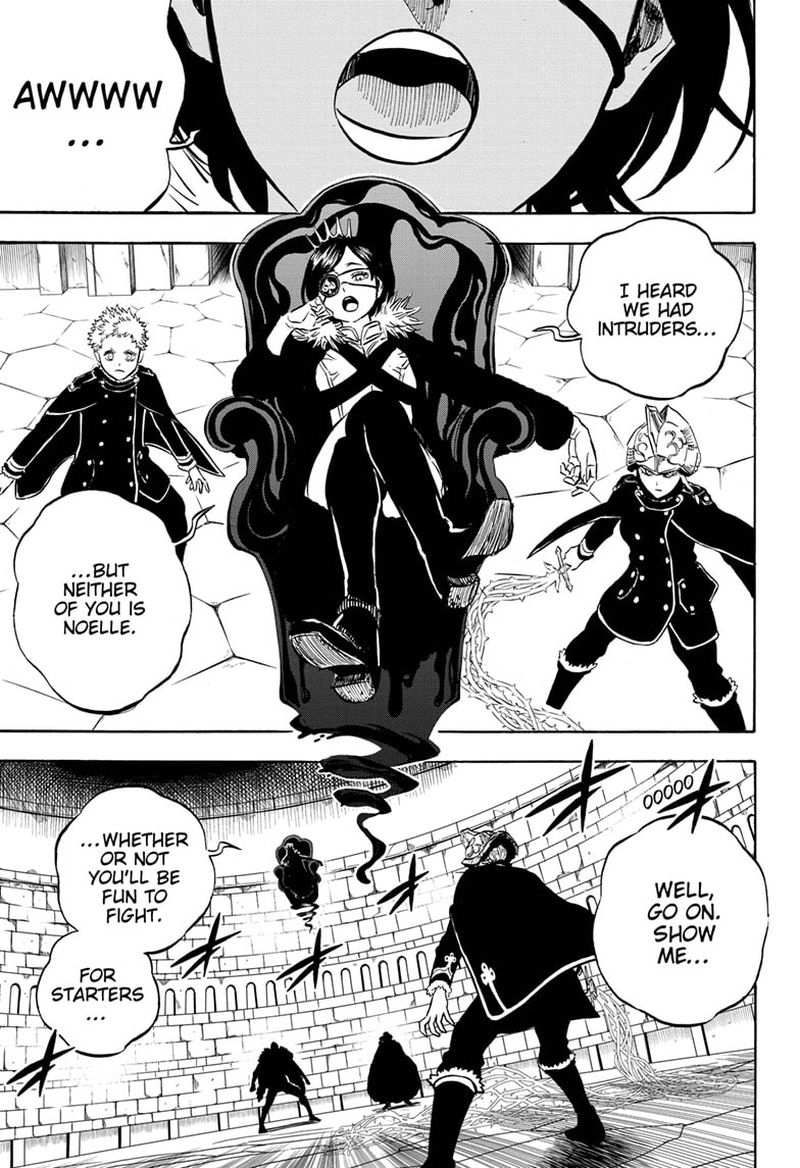 AWWWW
...
I HEARD
WE HAD
INTRUDERS...
...BUT
NEITHER
OF YOU IS
NOELLE.
OOOOO
WELL,
GO ON.
SHOW
ME...
...WHETHER
OR NOT
YOU'LL BE
FUN TO
FIGHT.
FOR
STARTERS
...